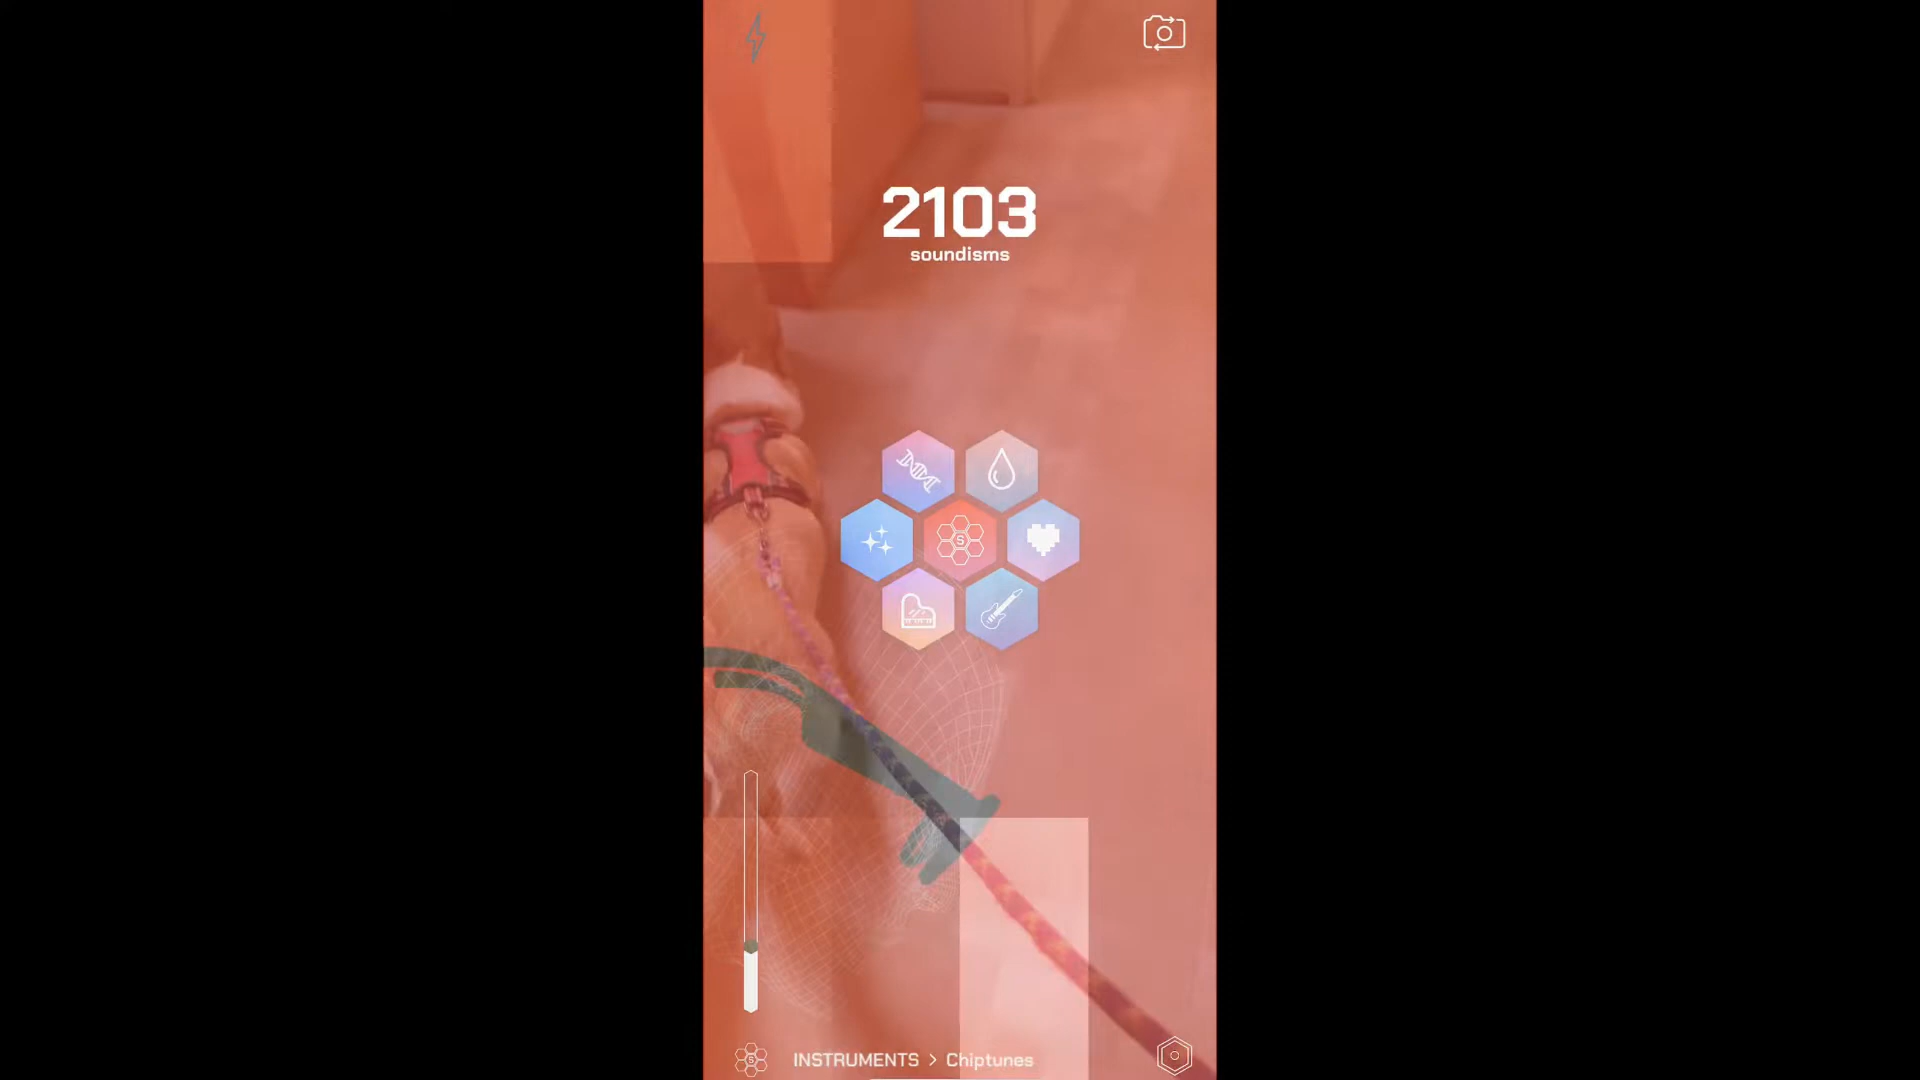 2103
soundisms
S
S
INSTRUMENTS > Chiptunes